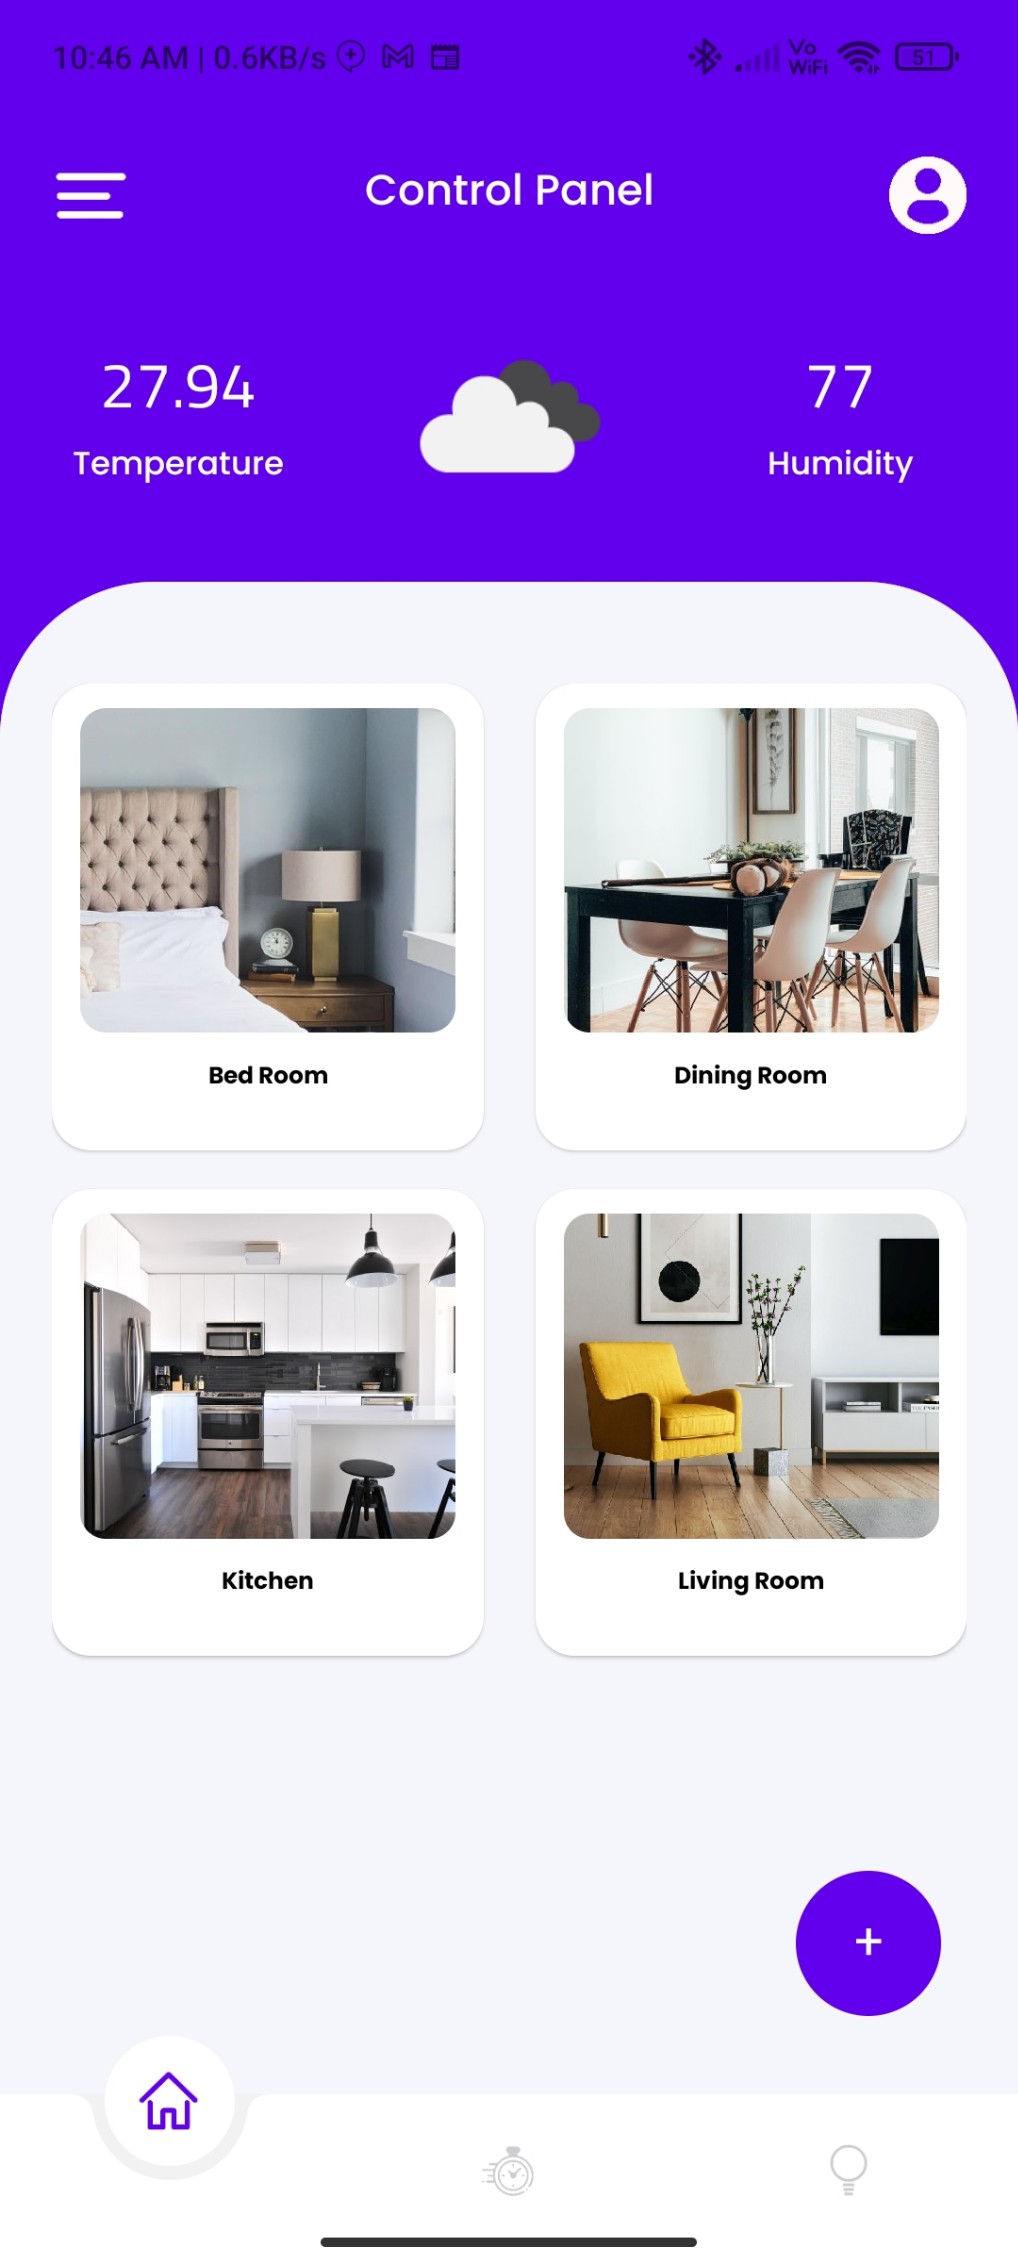 10:46 AM | 0.6KB/s
Vo
WiFi
51
Control Panel
27.94
77
Temperature
Humidity
Bed Room
Dining Room
Kitchen
Living Room
+